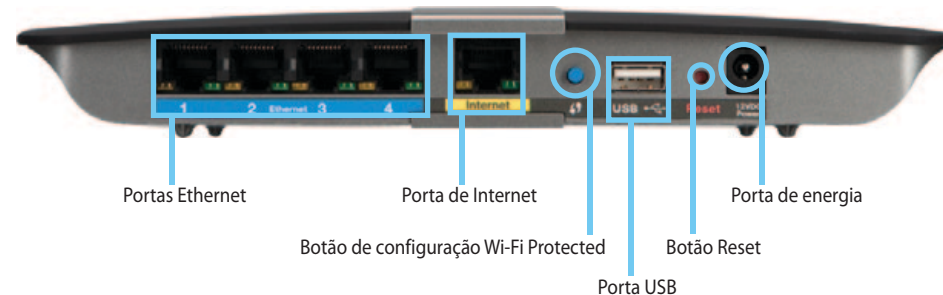 1 2 Ethernet 3 4
Internet
USB
Reset
12VDC
Power
Portas Ethernet
Porta de Internet
Porta de energia
Botão de configuração Wi-Fi Protected
Botão Reset
Porta USB